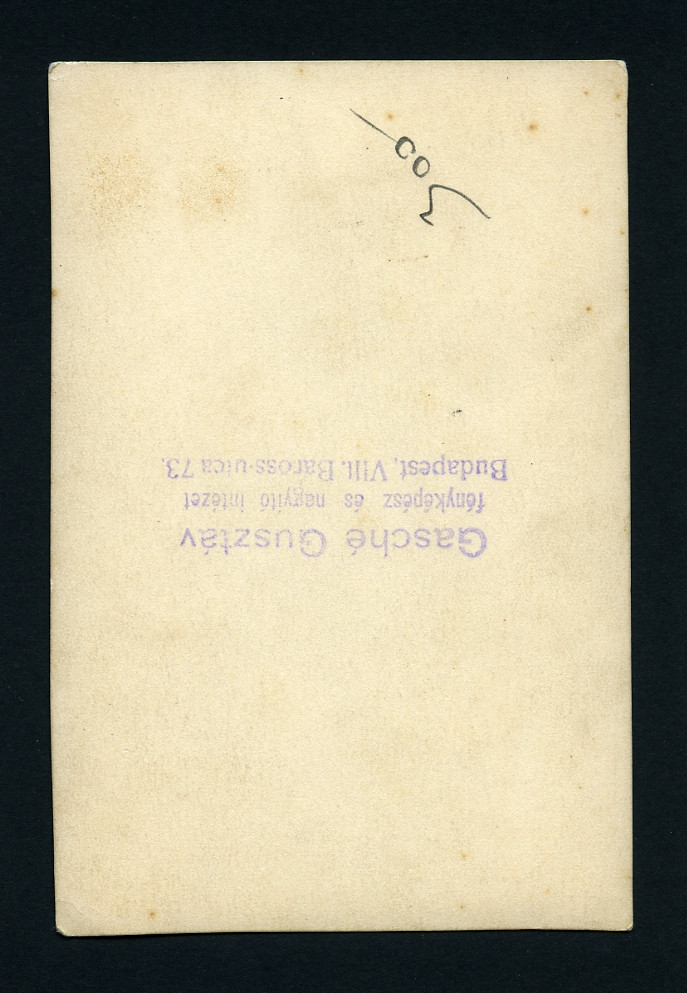 Gasché Gusztáv
fényképész és nagyító intézet
Budapest, VIII. Baross-utca 73.